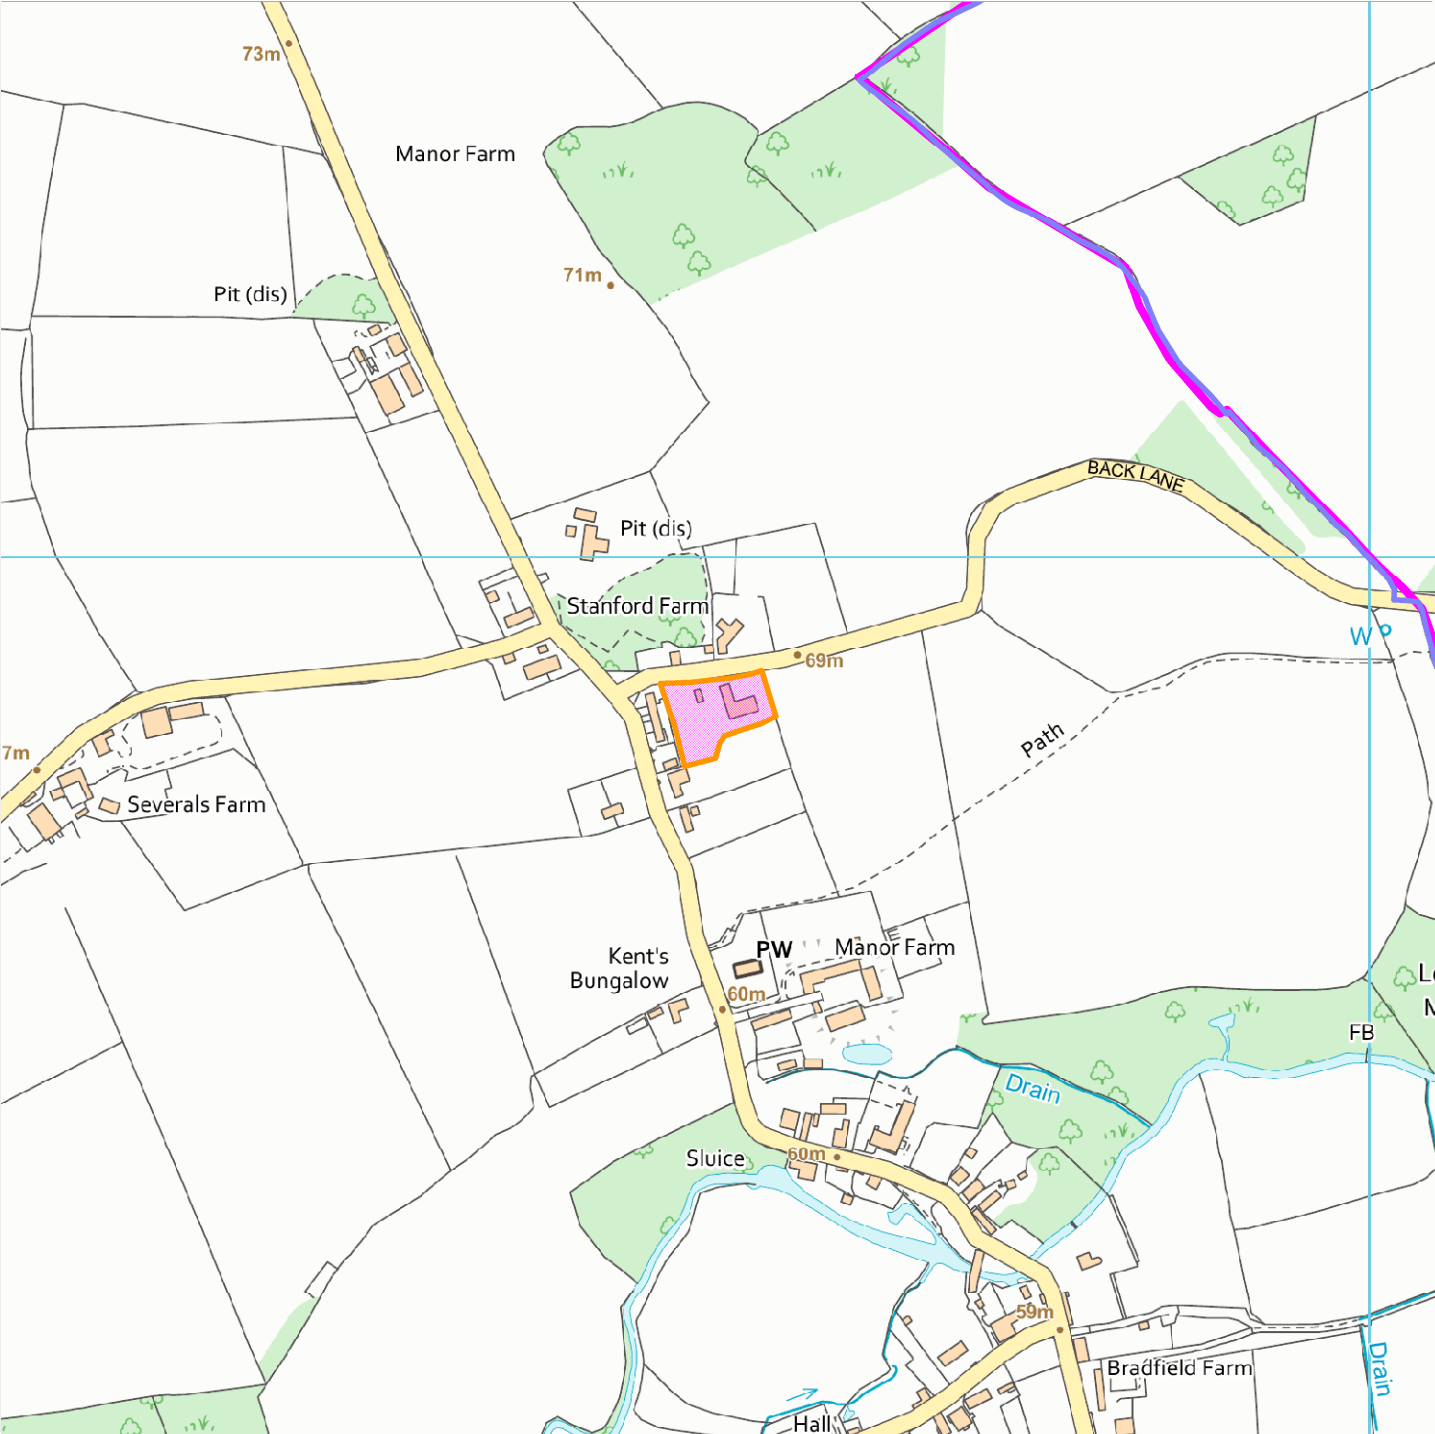 73m
Manor Farm
71m
Pit (dis)
BACK LANE
Pit (dis)
Stanford Farm
W
69m
Path
7m
Severals Farm
PW
Manor Farm
Kent's
Bungalow
60m
FB
Drain
Sluice
60m
59m
Bradfield Farm
Drain
Hall